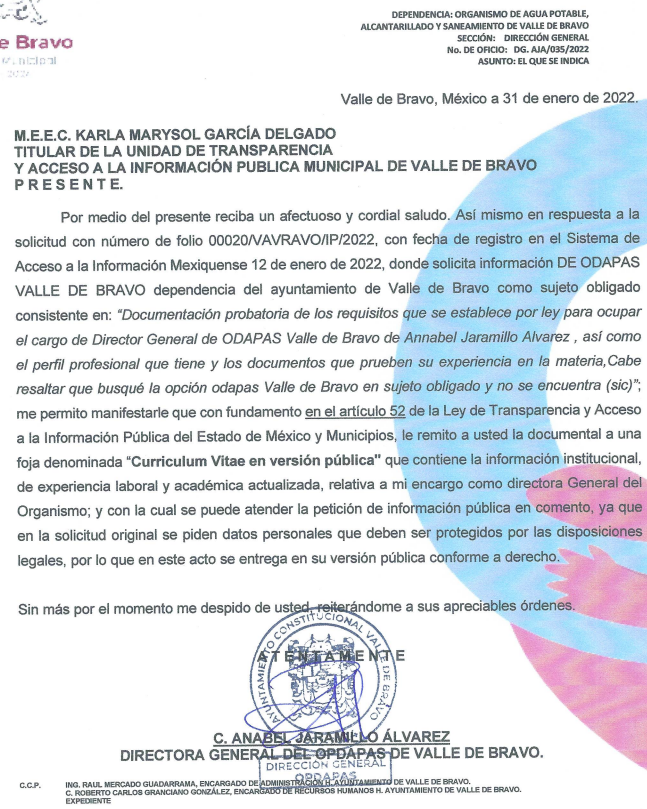 e Bravo
DEPENDENCIA: ORGANISMO DE AGUA POTABLE,
ALCANTARILLADO Y SANEAMIENTO DE VALLE DE BRAVO
SECCIÓN: DIRECCIÓN GENERAL
No. DE OFICIO: DG. AJA/035/2022
ASUNTO: EL QUE SE INDICA
Valle de Bravo, México a 31 de enero de 2022.
M.E.E.C. KARLA MARYSOL GARCÍA DELGADO
TITULAR DE LA UNIDAD DE TRANSPARENCIA
Y ACCESO A LA INFORMACIÓN PUBLICA MUNICIPAL DE VALLE DE BRAVO
P R E S E N T E.
Por medio del presente reciba un afectuoso y cordial saludo. Así mismo en respuesta a la
solicitud con número de folio 00020/VAVRAVO/IP/2022, con fecha de registro en el Sistema de
Acceso a la Información Mexiquense 12 de enero de 2022, donde solicita información DE ODAPAS
VALLE DE BRAVO dependencia del ayuntamiento de Valle de Bravo como sujeto obligado
consistente en: “Documentación probatoria de los requisitos que se establece por ley para ocupar
el cargo de Director General de ODAPAS Valle de Bravo de Annabel Jaramillo Alvarez , así como
el perfil profesional que tiene y los documentos que prueben su experiencia en la materia,Cabe
resaltar que busqué la opción odapas Valle de Bravo en sujeto obligado y no se encuentra (sic)”;
me permito manifestarle que con fundamento en el artículo 52 de la Ley de Transparencia y Acceso
a la Información Pública del Estado de México y Municipios, le remito a usted la documental a una
foja denominada “Curriculum Vitae en versión pública" que contiene la información institucional,
de experiencia laboral y académica actualizada, relativa a mi encargo como directora General del
Organismo; y con la cual se puede atender la petición de información pública en comento, ya que
en la solicitud original se piden datos personales que deben ser protegidos por las disposiciones
legales, por lo que en este acto se entrega en su versión pública conforme a derecho.
Sin más por el momento me despido de usted, reiterándome a sus apreciables órdenes.
AYUNTAMIENTO CONSTITUCIONAL VALLE DE BRAVO
A T E N T A M E N T E
C. ANABEL JARAMILLO ÁLVAREZ
DIRECTORA GENERAL DEL OPDAPAS DE VALLE DE BRAVO.
DIRECCIÓN GENERAL
OPDAPAS
C.C.P. ING. RAUL MERCADO GUADARRAMA, ENCARGADO DE ADMINISTRACIÓN H. AYUNTAMIENTO DE VALLE DE BRAVO.
C. ROBERTO CARLOS GRANCIANO GONZÁLEZ, ENCARGADO DE RECURSOS HUMANOS H. AYUNTAMIENTO DE VALLE DE BRAVO.
EXPEDIENTE